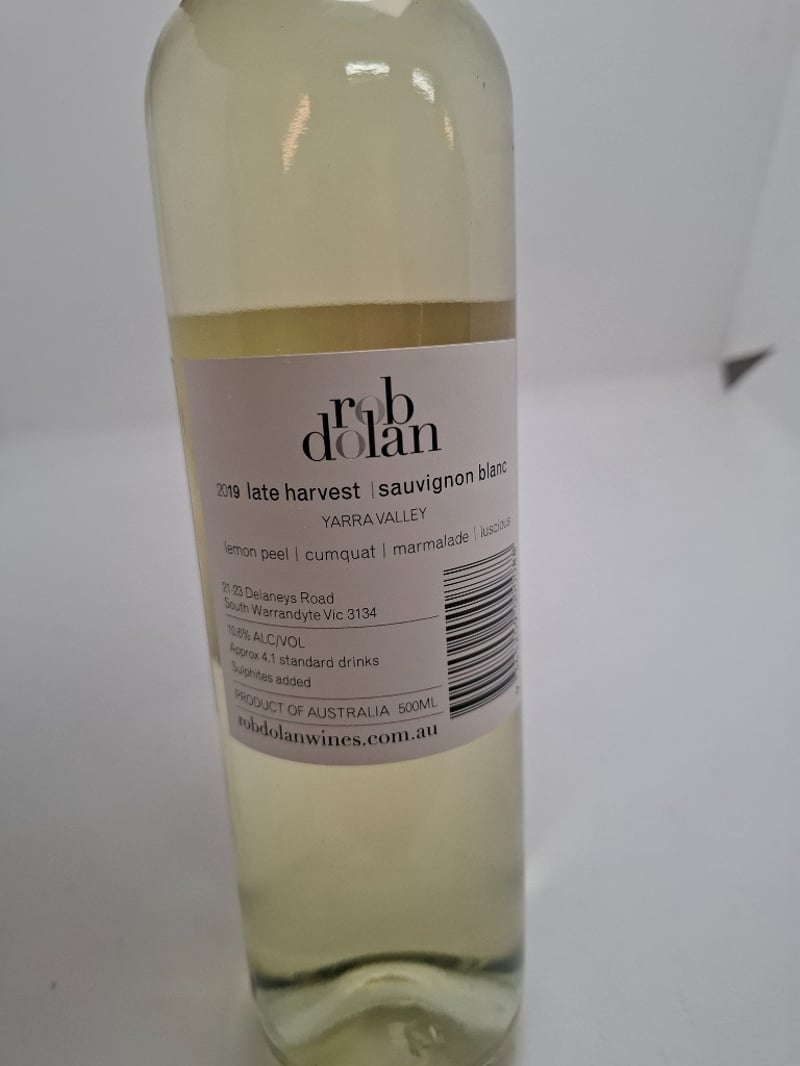 rob
dolan
2019 late harvest | sauvignon blanc
YARRA VALLEY
lemon peel | cumquat | marmalade | luscious
21-23 Delaneys Road
South Warrandyte Vic 3134
10.6% ALC/VOL
Approx 4.1 standard drinks
Sulphites added
PRODUCT OF AUSTRALIA 500ML
robdolanwines.com.au